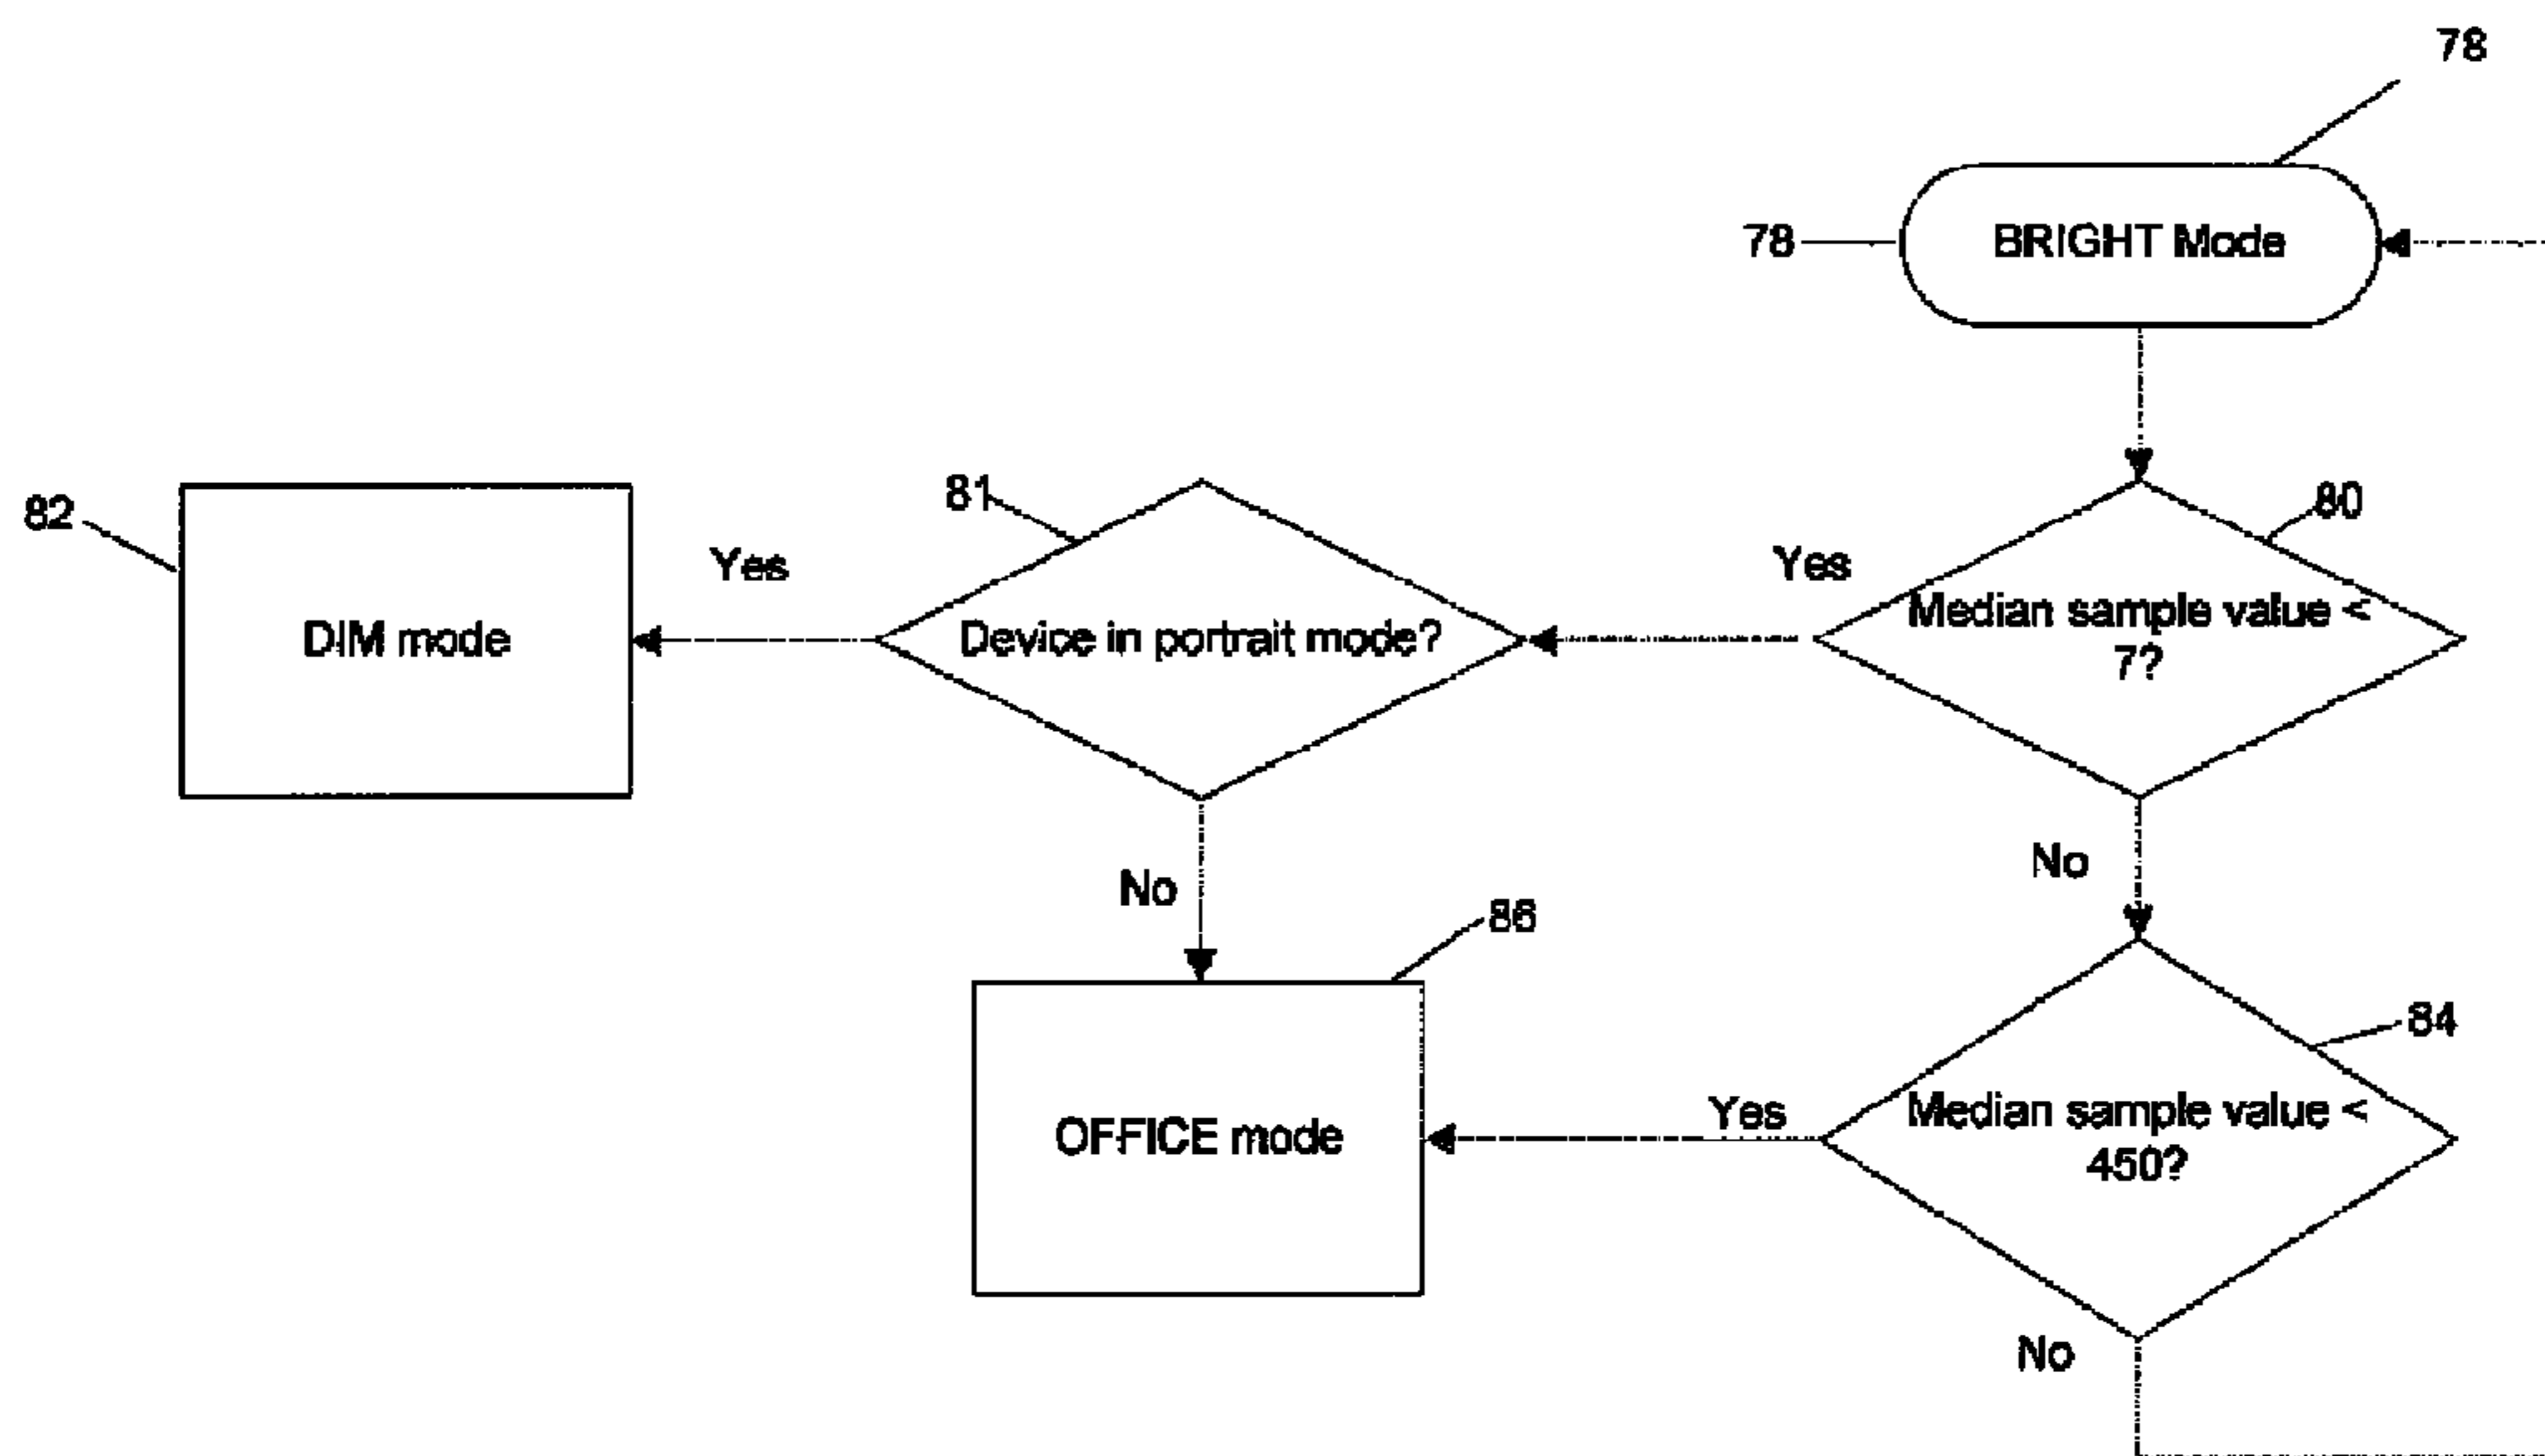 78
78
BRIGHT Mode
82
81
80
Yes
Yes
DIM mode
Device in portrait mode?
Median sample value <
7?
No
No
86
84
OFFICE mode
Yes
Median sample value <
450?
No